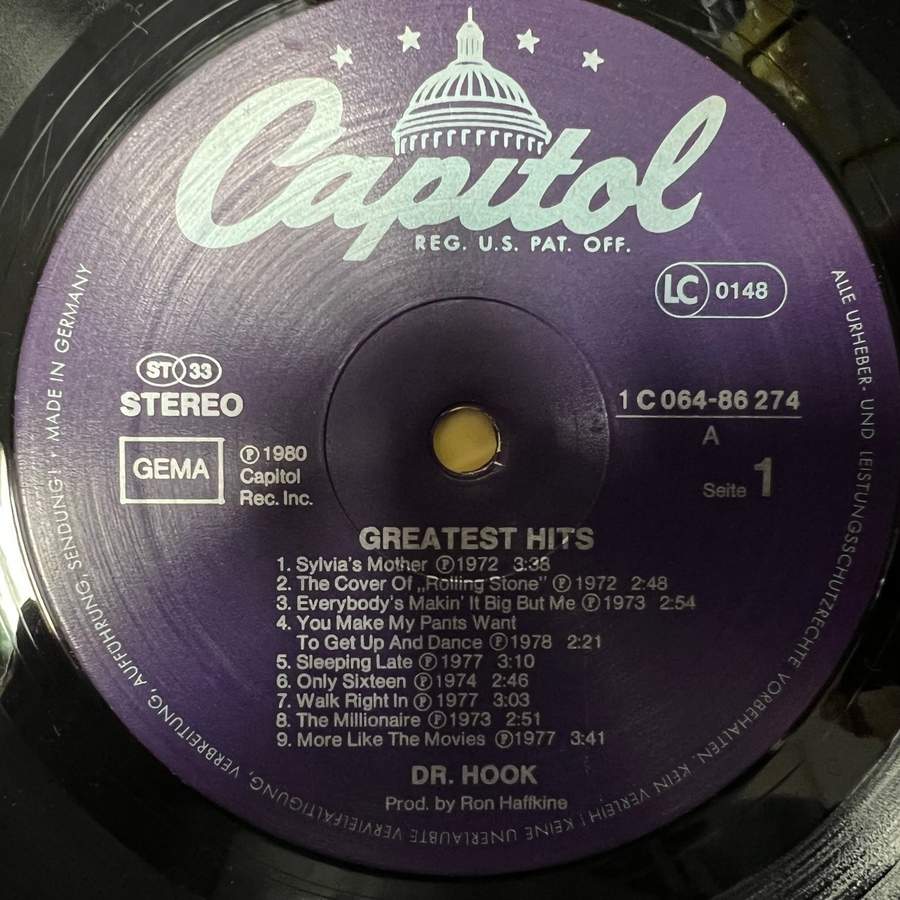 Capitol
REG. U.S. PAT. OFF.
LC 0148
ST 33
STEREO
GEMA
℗ 1980
Capitol
Rec. Inc.
1 C 064-86 274
A
Seite 1
GREATEST HITS
1. Sylvia's Mother ℗ 1972 3:38
2. The Cover Of „Rolling Stone" ℗ 1972 2:48
3. Everybody's Makin' It Big But Me ℗ 1973 2:54
4. You Make My Pants Want
To Get Up And Dance ℗ 1978 2:21
5. Sleeping Late ℗ 1977 3:10
6. Only Sixteen ℗ 1974 2:46
7. Walk Right In ℗ 1977 3:03
8. The Millionaire ℗ 1973 2:51
9. More Like The Movies ℗ 1977 3:41
DR. HOOK
Prod. by Ron Haffkine
ALLE URHEBER- UND LEISTUNGSSCHUTZRECHTE VORBEHALTEN. KEIN VERLEIH! KEINE UNERLAUBTE VERVIELFÄLTIGUNG, VERBREITUNG, AUFFÜHRUNG, SENDUNG! · MADE IN GERMANY